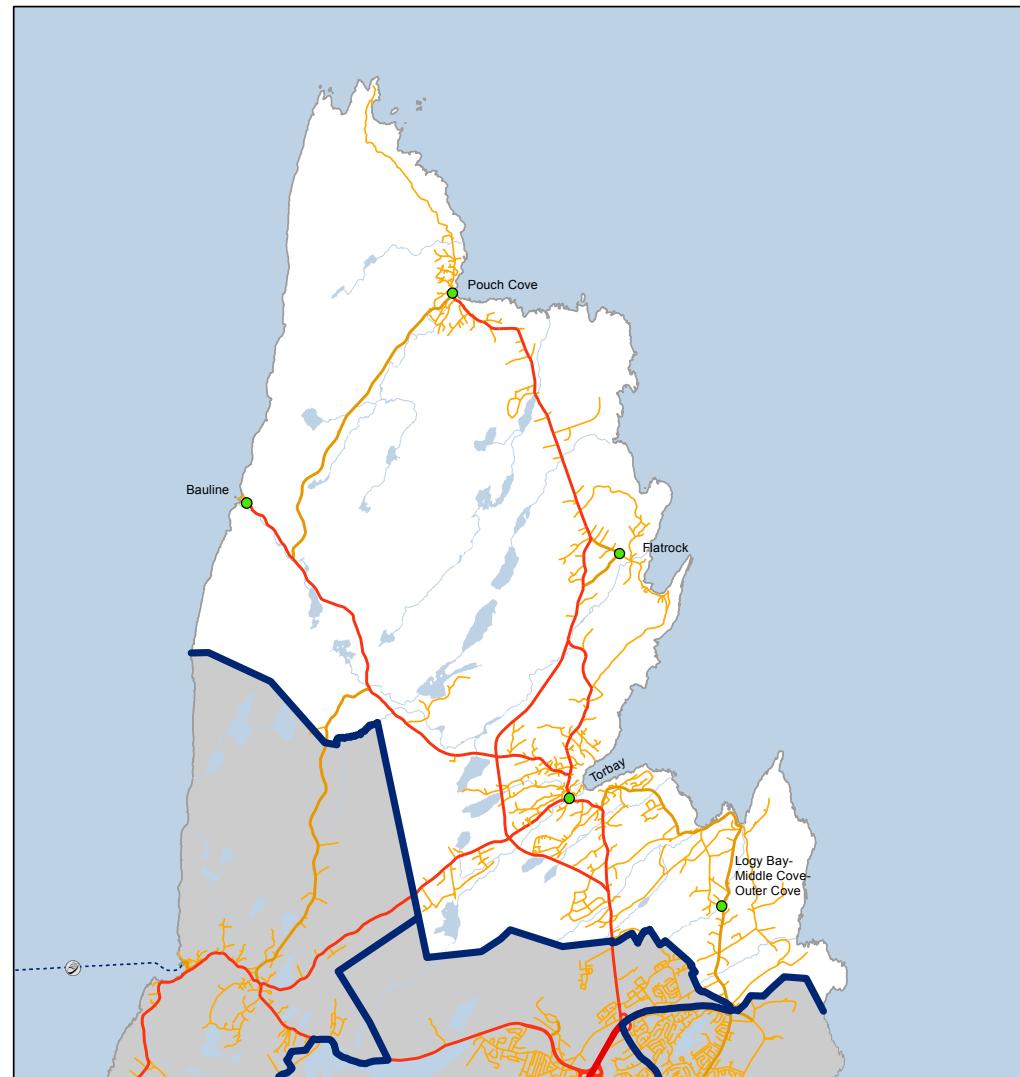 Pouch Cove
Bauline
Flatrock
Torbay
Logy Bay-
Middle Cove-
Outer Cove